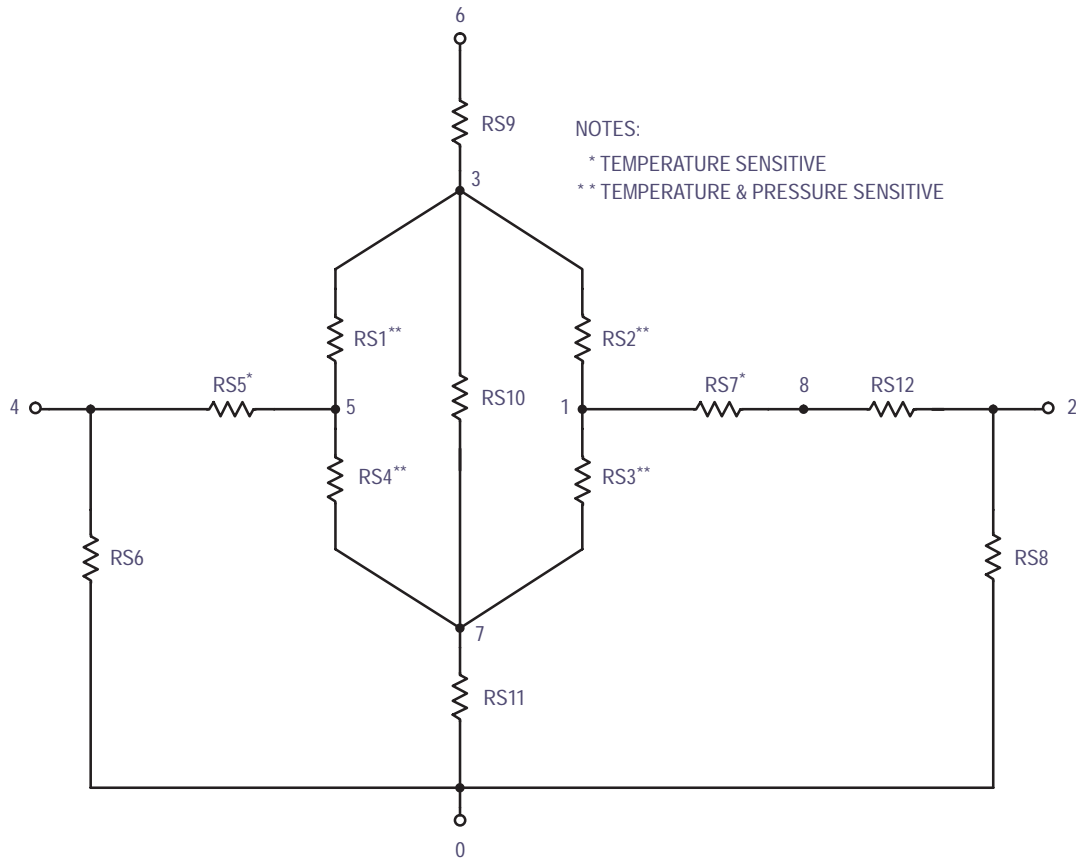 6
RS9
NOTES:
* TEMPERATURE SENSITIVE
** TEMPERATURE & PRESSURE SENSITIVE
3
RS1**
RS2**
RS5*
RS10
RS7*
8
RS12
4
5
1
2
RS4**
RS3**
RS6
RS8
7
RS11
0